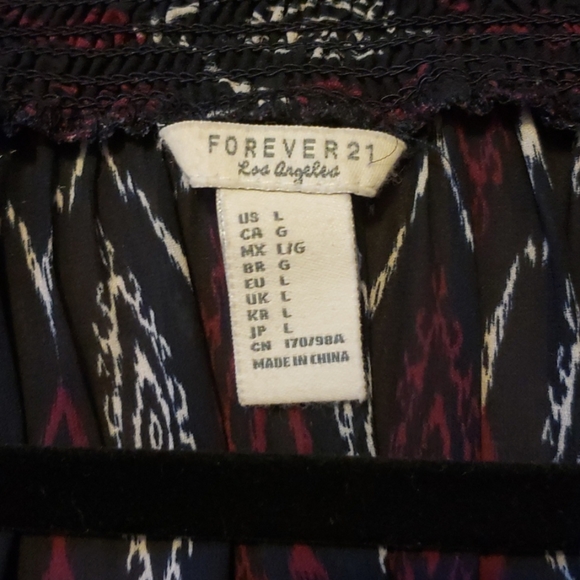 FOREVER 21
Los Angeles
US L
CA G
MX L/G
BR G
EU L
UK L
KR L
JP L
CN 170/98A
MADE IN CHINA